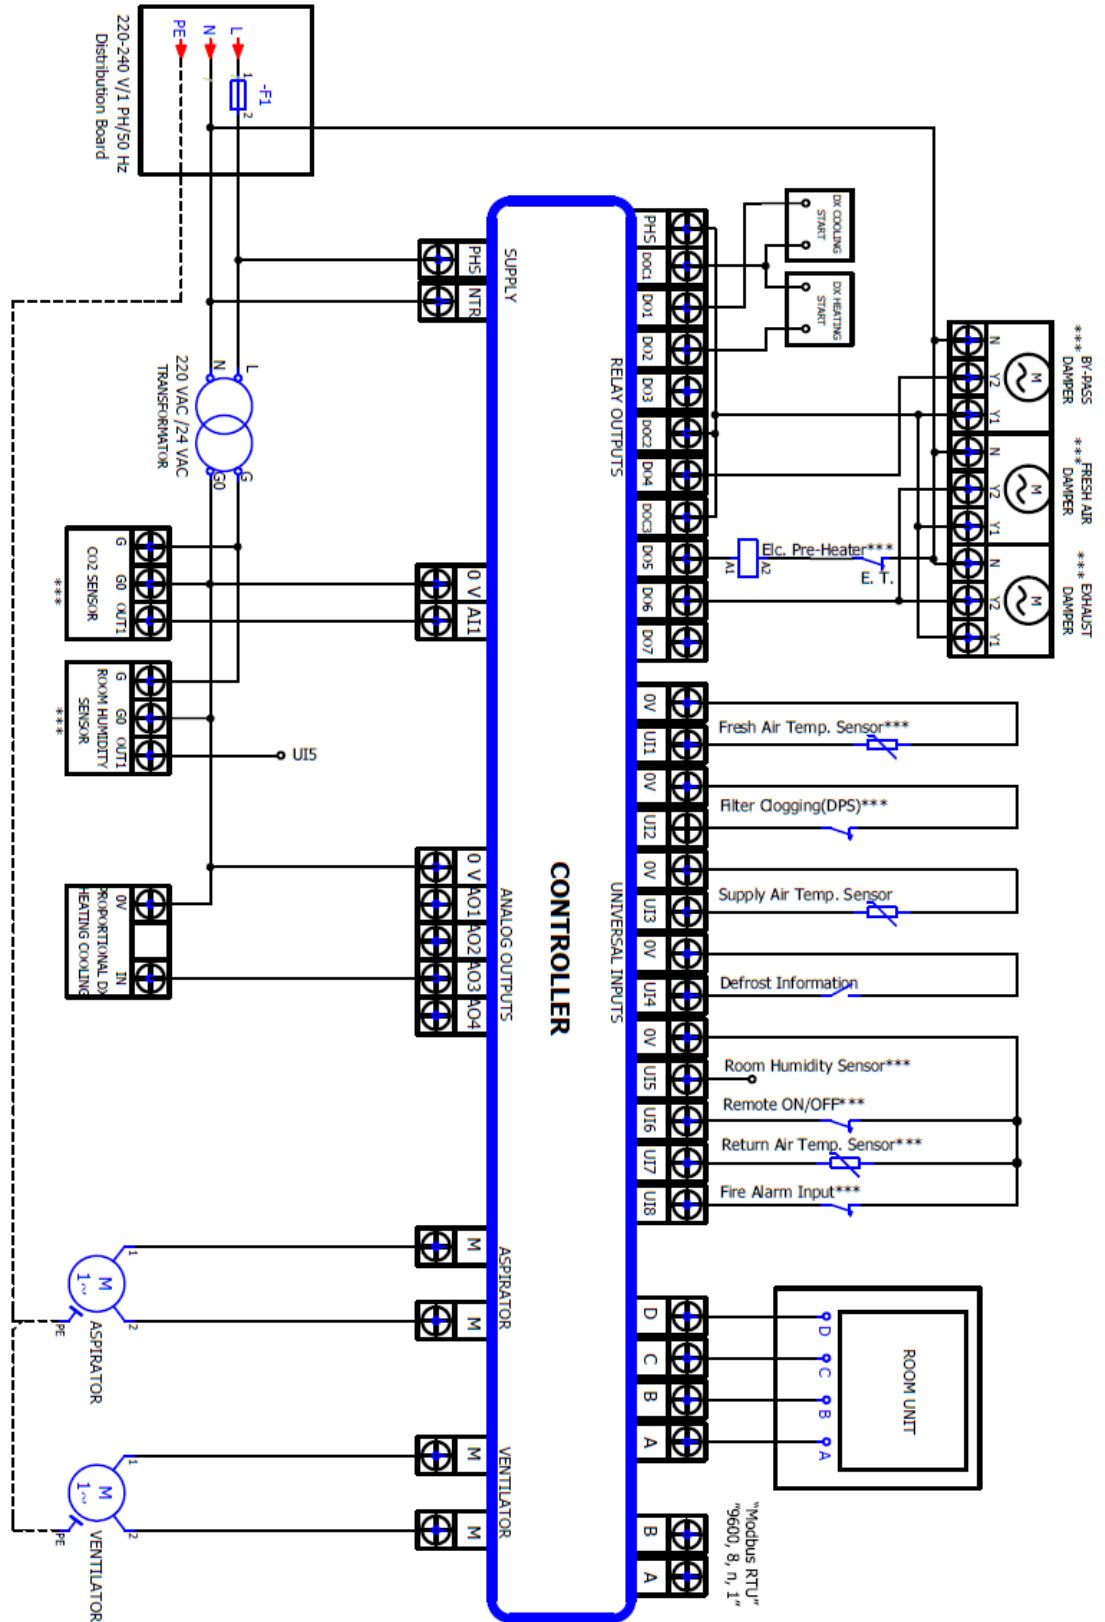 220-240 V/1 PH/50 Hz
Distribution Board
PE
N
L
1
2
-F1
PHS
NTR
SUPPLY
N
L
220 VAC /24 VAC
TRANSFORMATOR
G0
G
CO2 SENSOR
***
G
G0
OUT1
0 V
AI1
ROOM HUMIDITY
SENSOR
***
G
G0
OUT1
UI5
PROPORTIONAL DX
HEATING COOLING
0V
IN
0 V
AO1
AO2
AO3
AO4
ANALOG OUTPUTS
M
1~
1
2
PE
ASPIRATOR
M
M
ASPIRATOR
M
1~
1
2
PE
VENTILATOR
M
M
VENTILATOR
CONTROLLER
RELAY OUTPUTS
PHS
DOC1
DO1
DO2
DO3
DOC2
DO4
DOC3
DO5
DO6
DO7
DX COOLING
START
DX HEATING
START
A1
A2
Elc. Pre-Heater***
E. T.
*** BY-PASS
DAMPER
M
N
Y2
Y1
*** FRESH AIR
DAMPER
M
N
Y2
Y1
*** EXHAUST
DAMPER
M
N
Y2
Y1
UNIVERSAL INPUTS
0V
UI1
0V
UI2
0V
UI3
0V
UI4
0V
UI5
UI6
UI7
UI8
Fresh Air Temp. Sensor***
Filter Clogging(DPS)***
Supply Air Temp. Sensor
Defrost Information
Room Humidity Sensor***
Remote ON/OFF***
Return Air Temp. Sensor***
Fire Alarm Input***
D
C
B
A
D
C
B
A
ROOM UNIT
B
A
"Modbus RTU"
"9600, 8, n, 1"